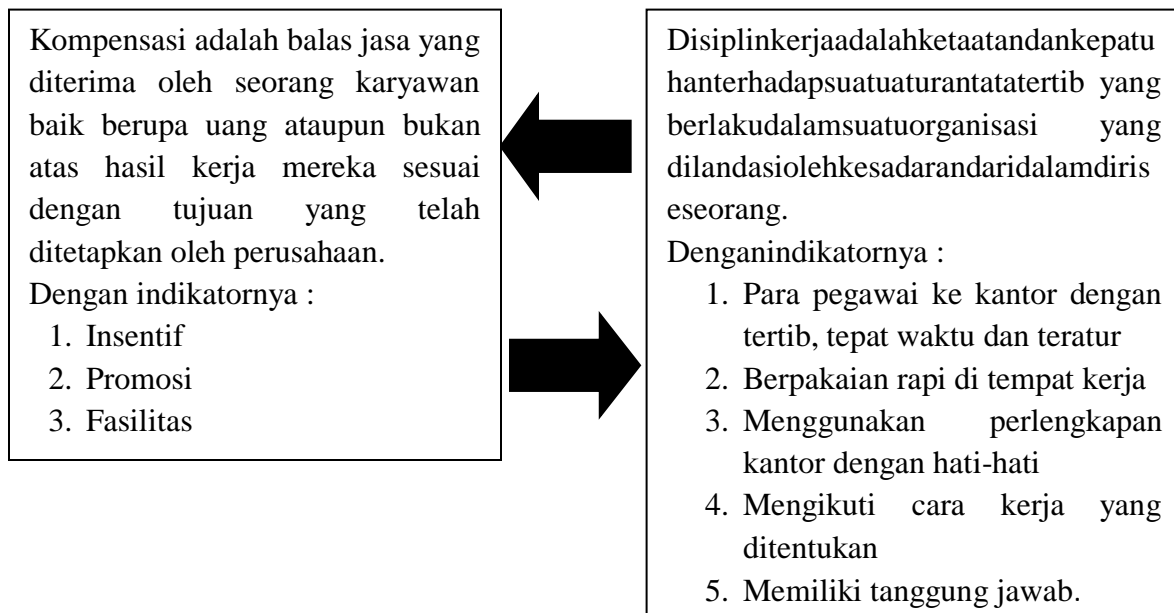 Kompensasi adalah balas jasa yang
diterima oleh seorang karyawan
baik berupa uang ataupun bukan
atas hasil kerja mereka sesuai
dengan tujuan yang telah
ditetapkan oleh perusahaan.
Dengan indikatornya :
1. Insentif
2. Promosi
3. Fasilitas
Disiplinkerjaadalahketaatandankepatu
hanterhadapsuatuaturantatatertib yang
berlakudalamsuatuorganisasi yang
dilandasiolehkesadarandaridalamdiris
eseorang.
Denganindikatornya :
1. Para pegawai ke kantor dengan
tertib, tepat waktu dan teratur
2. Berpakaian rapi di tempat kerja
3. Menggunakan perlengkapan
kantor dengan hati-hati
4. Mengikuti cara kerja yang
ditentukan
5. Memiliki tanggung jawab.